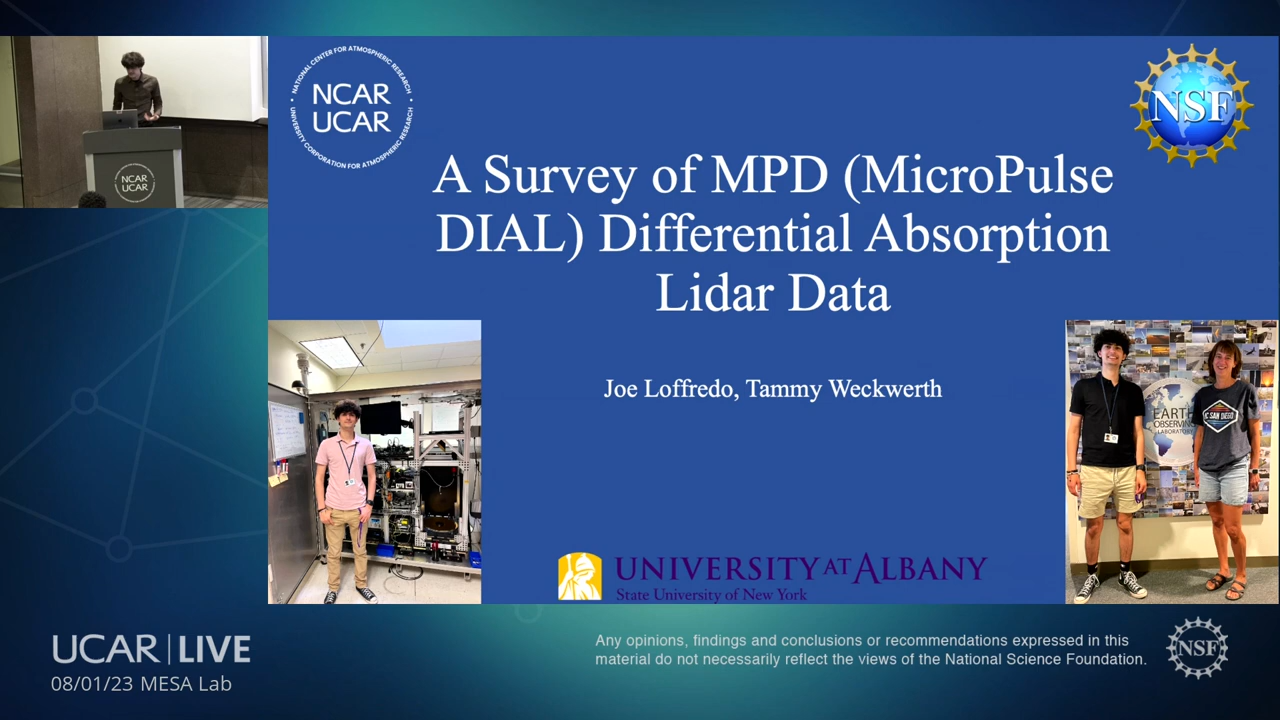 NATIONAL CENTER FOR ATMOSPHERIC RESEARCH
NCAR
UCAR
UNIVERSITY CORPORATION FOR ATMOSPHERIC RESEARCH
NSF
A Survey of MPD (MicroPulse
DIAL) Differential Absorption
Lidar Data
Joe Loffredo, Tammy Weckwerth
NCAR
UCAR
EARTH
OBSERVING
LABORATORY
SAN DIEGO
UNIVERSITY AT ALBANY
State University of New York
UCAR | LIVE
08/01/23 MESA Lab
Any opinions, findings and conclusions or recommendations expressed in this
material do not necessarily reflect the views of the National Science Foundation.
NSF